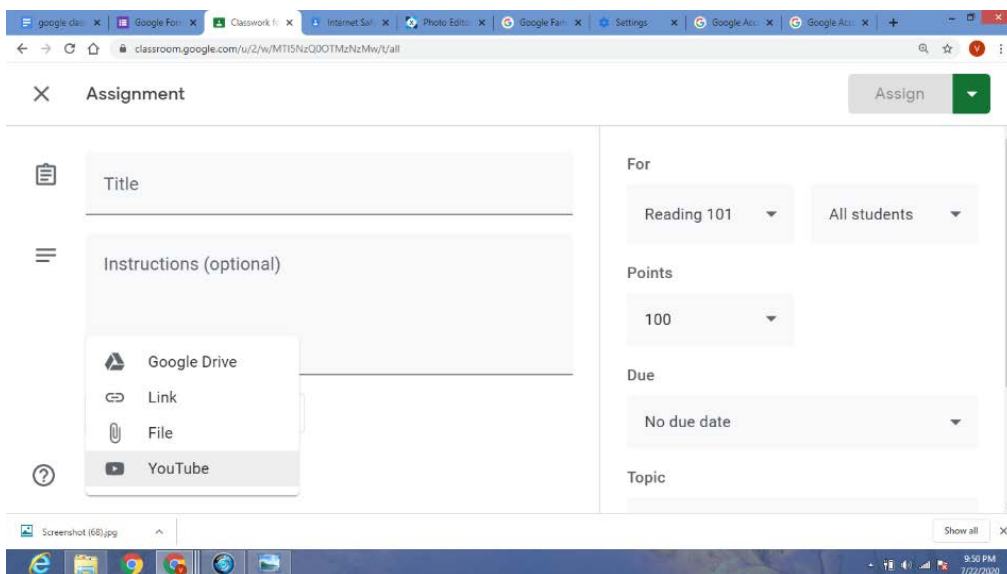 google clas Google For Classwork fo Internet Saf Photo Edito Google Fam Settings Google Acc Google Acc
classroom.google.com/u/2/w/
V
Assignment
Assign
Title
Instructions (optional)
Google Drive
Link
File
YouTube
For
Reading 101 All students
Points
100
Due
No due date
Topic
Screenshot (68).jpg
Show all
9:50 PM
7/22/2020